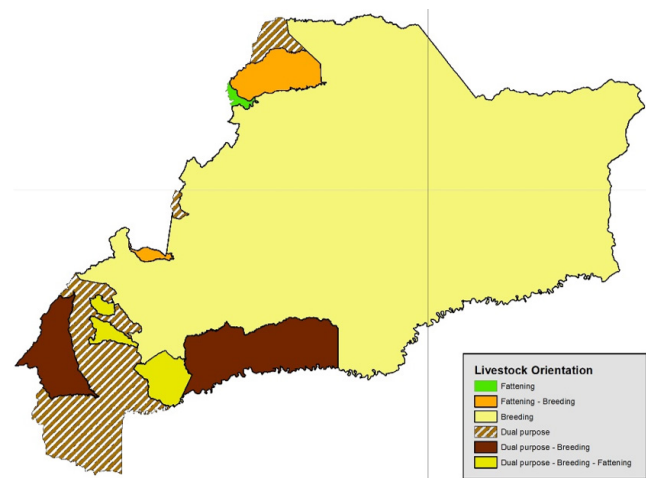 Livestock Orientation
Fattening
Fattening - Breeding
Breeding
Dual purpose
Dual purpose - Breeding
Dual purpose - Breeding - Fattening